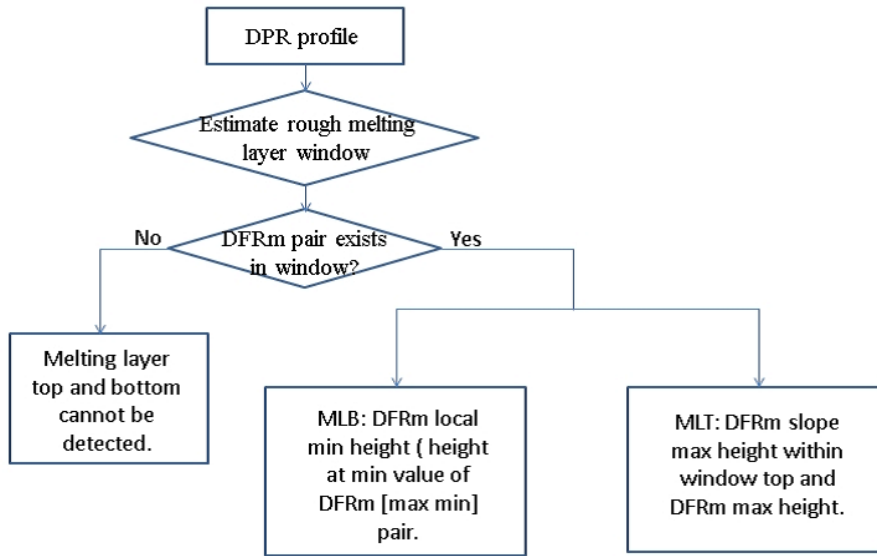 DPR profile
Estimate rough melting
layer window
DFRm pair exists
in window?
No
Yes
Melting layer
top and bottom
cannot be
detected.
MLB: DFRm local
min height ( height
at min value of
DFRm [max min]
pair.
MLT: DFRm slope
max height within
window top and
DFRm max height.